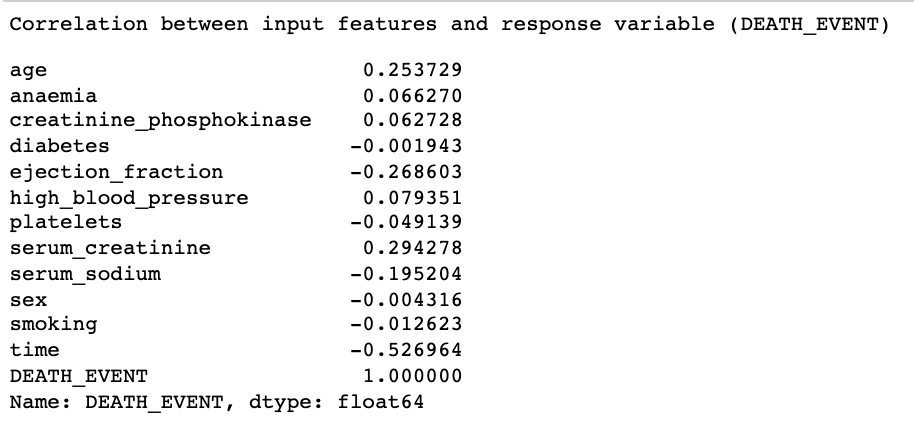 Correlation between input features and response variable (DEATH_EVENT)
age 0.253729
anaemia 0.066270
creatinine_phosphokinase 0.062728
diabetes -0.001943
ejection_fraction -0.268603
high_blood_pressure 0.079351
platelets -0.049139
serum_creatinine 0.294278
serum_sodium -0.195204
sex -0.004316
smoking -0.012623
time -0.526964
DEATH_EVENT 1.000000
Name: DEATH_EVENT, dtype: float64